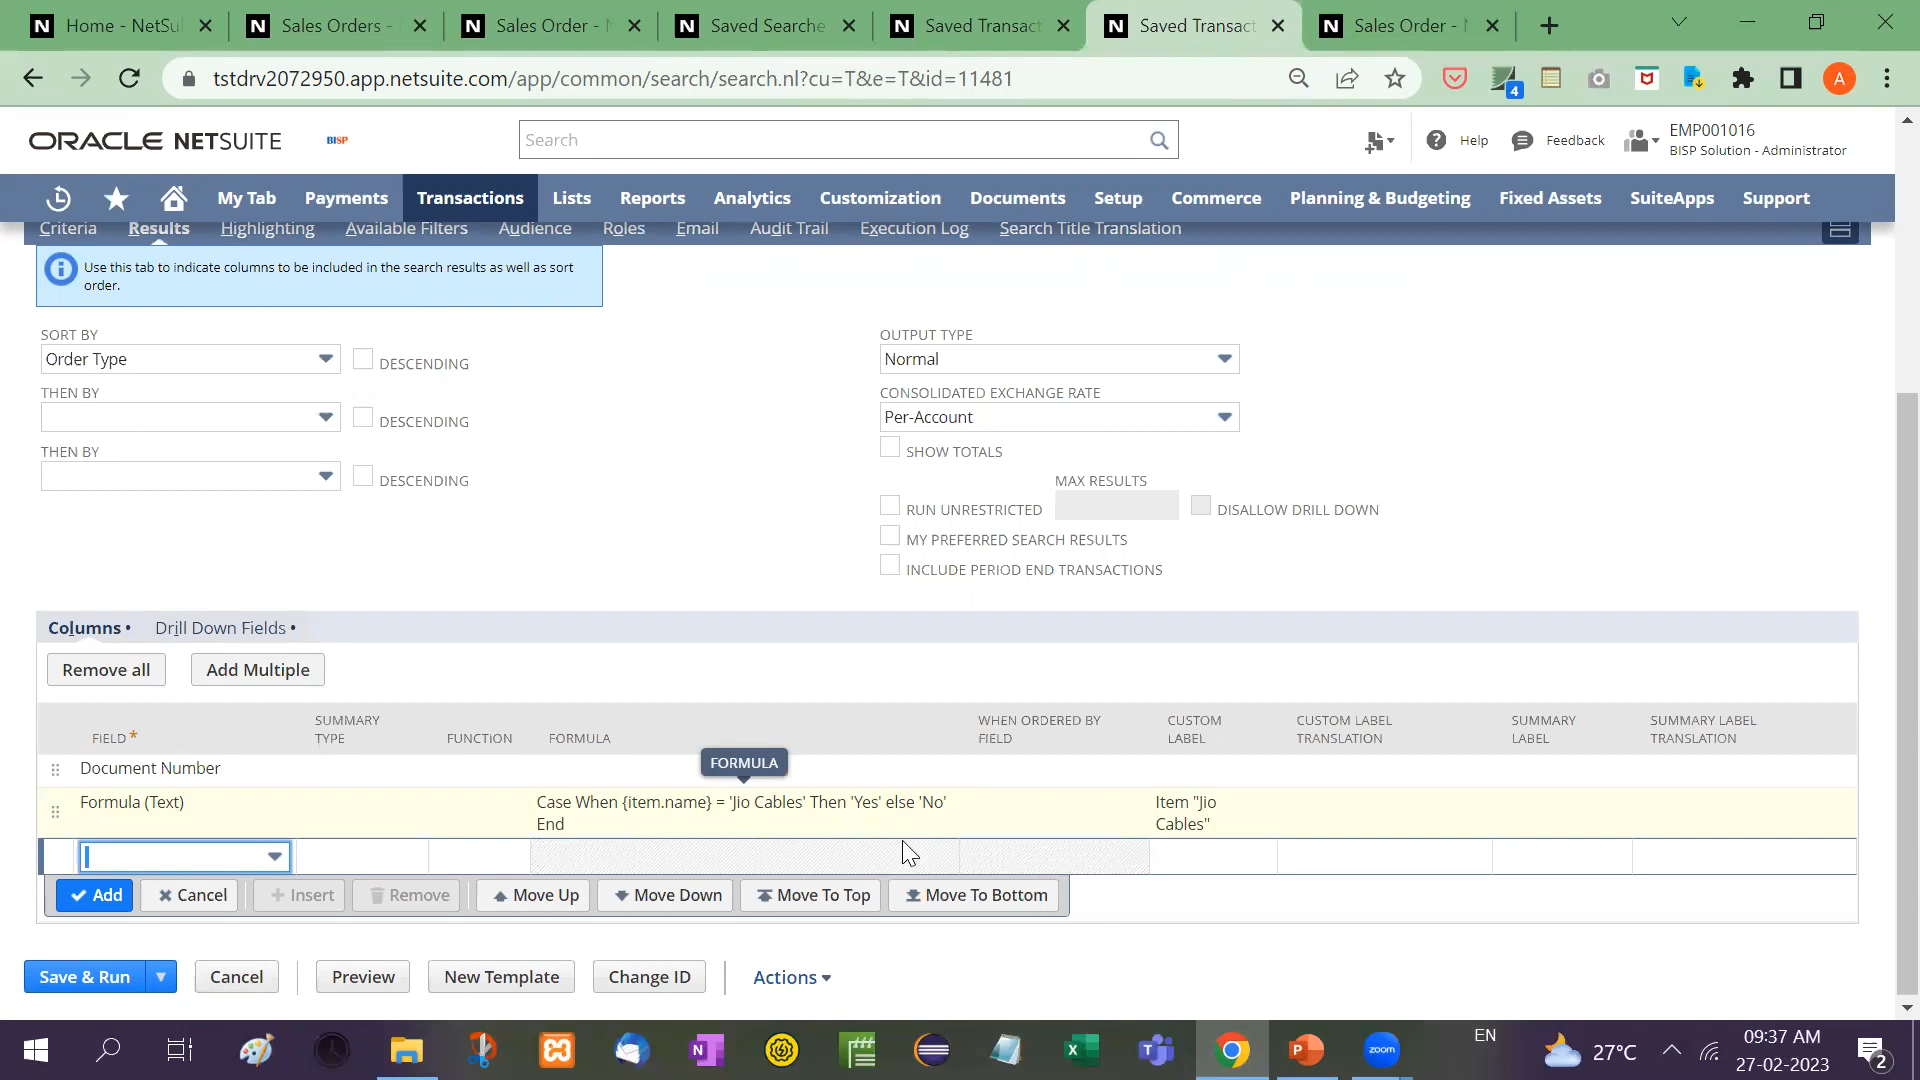 Home - NetSui
Sales Orders -
Sales Order - N
Saved Searche
Saved Transact
Saved Transact
Sales Order - N
tstdrv2072950.app.netsuite.com/app/common/search/search.nl?cu=T&e=T&id=11481
4
A
ORACLE NETSUITE
BISP
Search
Help
Feedback
EMP001016
BISP Solution - Administrator
My Tab
Payments
Transactions
Lists
Reports
Analytics
Customization
Documents
Setup
Commerce
Planning & Budgeting
Fixed Assets
SuiteApps
Support
Criteria
Results
Highlighting
Available Filters
Audience
Roles
Email
Audit Trail
Execution Log
Search Title Translation
Use this tab to indicate columns to be included in the search results as well as sort
order.
SORT BY
Order Type
DESCENDING
THEN BY
DESCENDING
THEN BY
DESCENDING
OUTPUT TYPE
Normal
CONSOLIDATED EXCHANGE RATE
Per-Account
SHOW TOTALS
MAX RESULTS
RUN UNRESTRICTED
DISALLOW DRILL DOWN
MY PREFERRED SEARCH RESULTS
INCLUDE PERIOD END TRANSACTIONS
Columns •
Drill Down Fields •
Remove all
Add Multiple
FIELD *
SUMMARY
TYPE
FUNCTION
FORMULA
WHEN ORDERED BY
FIELD
CUSTOM
LABEL
CUSTOM LABEL
TRANSLATION
SUMMARY
LABEL
SUMMARY LABEL
TRANSLATION
Document Number
FORMULA
Formula (Text)
Case When {item.name} = 'Jio Cables' Then 'Yes' else 'No'
End
Item "Jio
Cables"
Add
Cancel
Insert
Remove
Move Up
Move Down
Move To Top
Move To Bottom
Save & Run
Cancel
Preview
New Template
Change ID
Actions
zoom
EN
27°C
09:37 AM
27-02-2023
2